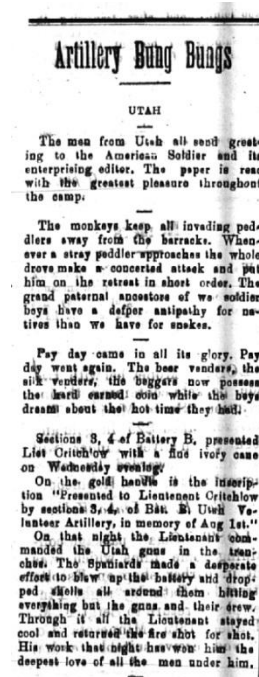 Artillery Bung Bungs
UTAH
The men from Utah all send greet-
ing to the American Soldier and its
enterprising editor. The paper is read
with the greatest pleasure throughout
the camp.
The monkeys keep all invading ped-
dlers away from the barracks. When-
ever a stray peddler approaches the whole
drove make a concerted attack and put
him on the retreat in short order. The
grand paternal ancestors of we soldier
boys have a deeper antipathy for na-
tives than we have for snakes.
Pay day came in all its glory. Pay
day went again. The beer venders, the
silk venders, the beggars now possess
the hard earned coin while the boys
dream about the hot time they had.
Sections 3, 4 of Battery B, presented
Liet Critchlow with a fine ivory cane
on Wednesday evening.
On the gold handle is the inscrip-
tion "Presented to Lieutenent Critchlow
by sections 3, 4, of Bat. B. Utah Vo-
lunteer Artillery, in memory of Aug 1st."
On that night the Lieutenant com-
manded the Utah guns in the tren-
ches. The Spaniards made a desperate
effort to blow up the battery and drop-
ped shells all around them hitting
everything but the guns and their crew.
Through it all the Lieutenant stayed
cool and returned the fire shot for shot.
His work that night has won him the
deepest love of all the men under him.